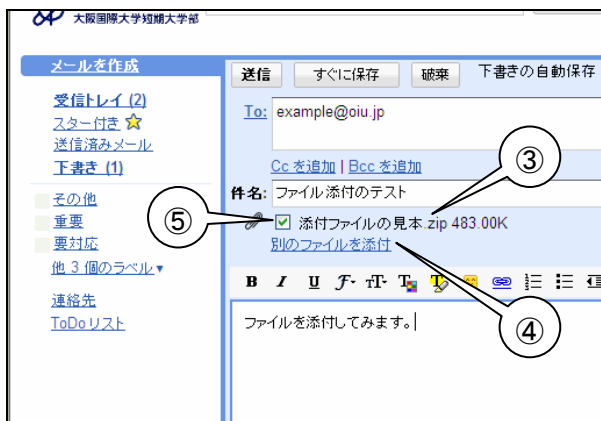 大阪国際大学短期大学部
メールを作成
受信トレイ (2)
スター付き
送信済みメール
下書き (1)
その他
重要
要対応
他 3 個のラベル▼
連絡先
ToDo リスト
送信 すぐに保存 破棄 下書きの自動保存
To: example@oiu.jp
Cc を追加 | Bcc を追加
件名: ファイル添付のテスト
添付ファイルの見本.zip 483.00K
別のファイルを添付
B I U F T T T
ファイルを添付してみます。
③
④
⑤